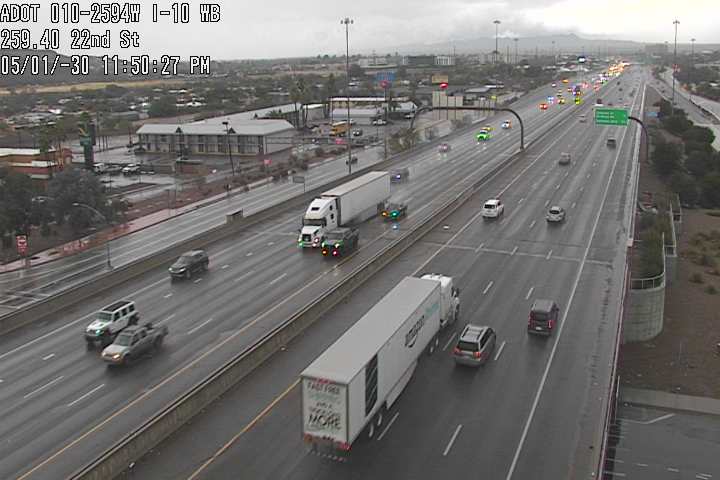 ADOT 010-2594W I-10 WB
259.40 22nd St
05/01/-30 11:50:27 PM
amazon
FAST FREE
SHIPPING
MORE